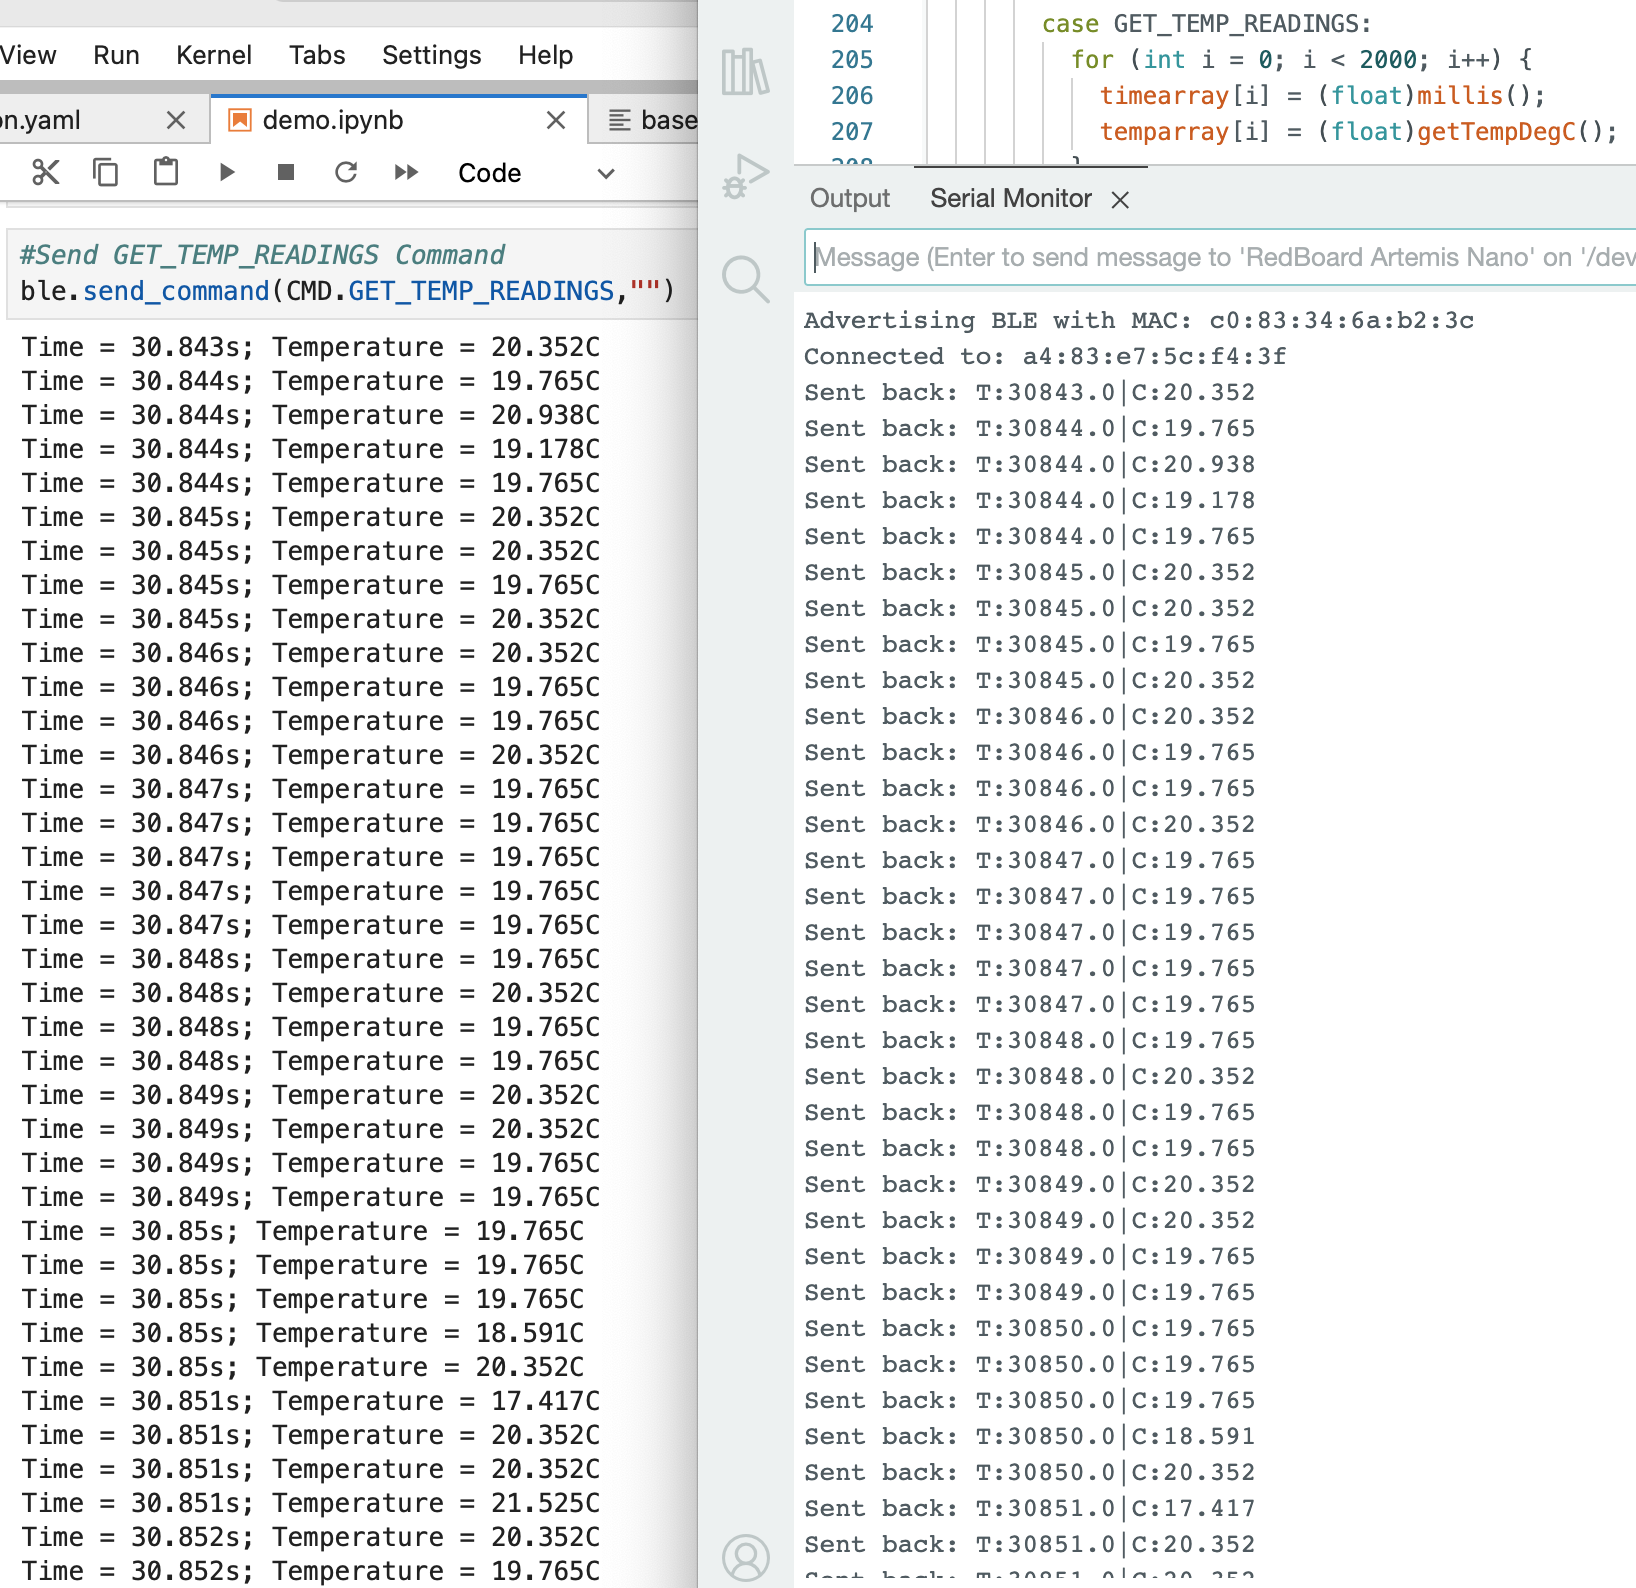 View Run Kernel Tabs Settings Help
on.yaml demo.ipynb base
Code
#Send GET_TEMP_READINGS Command
ble.send_command(CMD.GET_TEMP_READINGS,"")
Time = 30.843s; Temperature = 20.352C
Time = 30.844s; Temperature = 19.765C
Time = 30.844s; Temperature = 20.938C
Time = 30.844s; Temperature = 19.178C
Time = 30.844s; Temperature = 19.765C
Time = 30.845s; Temperature = 20.352C
Time = 30.845s; Temperature = 20.352C
Time = 30.845s; Temperature = 19.765C
Time = 30.845s; Temperature = 20.352C
Time = 30.846s; Temperature = 20.352C
Time = 30.846s; Temperature = 19.765C
Time = 30.846s; Temperature = 19.765C
Time = 30.846s; Temperature = 20.352C
Time = 30.847s; Temperature = 19.765C
Time = 30.847s; Temperature = 19.765C
Time = 30.847s; Temperature = 19.765C
Time = 30.847s; Temperature = 19.765C
Time = 30.847s; Temperature = 19.765C
Time = 30.848s; Temperature = 19.765C
Time = 30.848s; Temperature = 20.352C
Time = 30.848s; Temperature = 19.765C
Time = 30.848s; Temperature = 19.765C
Time = 30.849s; Temperature = 20.352C
Time = 30.849s; Temperature = 20.352C
Time = 30.849s; Temperature = 19.765C
Time = 30.849s; Temperature = 19.765C
Time = 30.85s; Temperature = 19.765C
Time = 30.85s; Temperature = 19.765C
Time = 30.85s; Temperature = 19.765C
Time = 30.85s; Temperature = 18.591C
Time = 30.85s; Temperature = 20.352C
Time = 30.851s; Temperature = 17.417C
Time = 30.851s; Temperature = 20.352C
Time = 30.851s; Temperature = 20.352C
Time = 30.851s; Temperature = 21.525C
Time = 30.852s; Temperature = 20.352C
Time = 30.852s; Temperature = 19.765C
204 case GET_TEMP_READINGS:
205 for (int i = 0; i < 2000; i++) {
206 timearray[i] = (float)millis();
207 temparray[i] = (float)getTempDegC();
208 }
Output Serial Monitor
Message (Enter to send message to 'RedBoard Artemis Nano' on '/dev
Advertising BLE with MAC: c0:83:34:6a:b2:3c
Connected to: a4:83:e7:5c:f4:3f
Sent back: T:30843.0|C:20.352
Sent back: T:30844.0|C:19.765
Sent back: T:30844.0|C:20.938
Sent back: T:30844.0|C:19.178
Sent back: T:30844.0|C:19.765
Sent back: T:30845.0|C:20.352
Sent back: T:30845.0|C:20.352
Sent back: T:30845.0|C:19.765
Sent back: T:30845.0|C:20.352
Sent back: T:30846.0|C:20.352
Sent back: T:30846.0|C:19.765
Sent back: T:30846.0|C:19.765
Sent back: T:30846.0|C:20.352
Sent back: T:30847.0|C:19.765
Sent back: T:30847.0|C:19.765
Sent back: T:30847.0|C:19.765
Sent back: T:30847.0|C:19.765
Sent back: T:30847.0|C:19.765
Sent back: T:30848.0|C:19.765
Sent back: T:30848.0|C:20.352
Sent back: T:30848.0|C:19.765
Sent back: T:30848.0|C:19.765
Sent back: T:30849.0|C:20.352
Sent back: T:30849.0|C:20.352
Sent back: T:30849.0|C:19.765
Sent back: T:30849.0|C:19.765
Sent back: T:30850.0|C:19.765
Sent back: T:30850.0|C:19.765
Sent back: T:30850.0|C:19.765
Sent back: T:30850.0|C:18.591
Sent back: T:30850.0|C:20.352
Sent back: T:30851.0|C:17.417
Sent back: T:30851.0|C:20.352
Sent back: T:30851.0|C:20.352